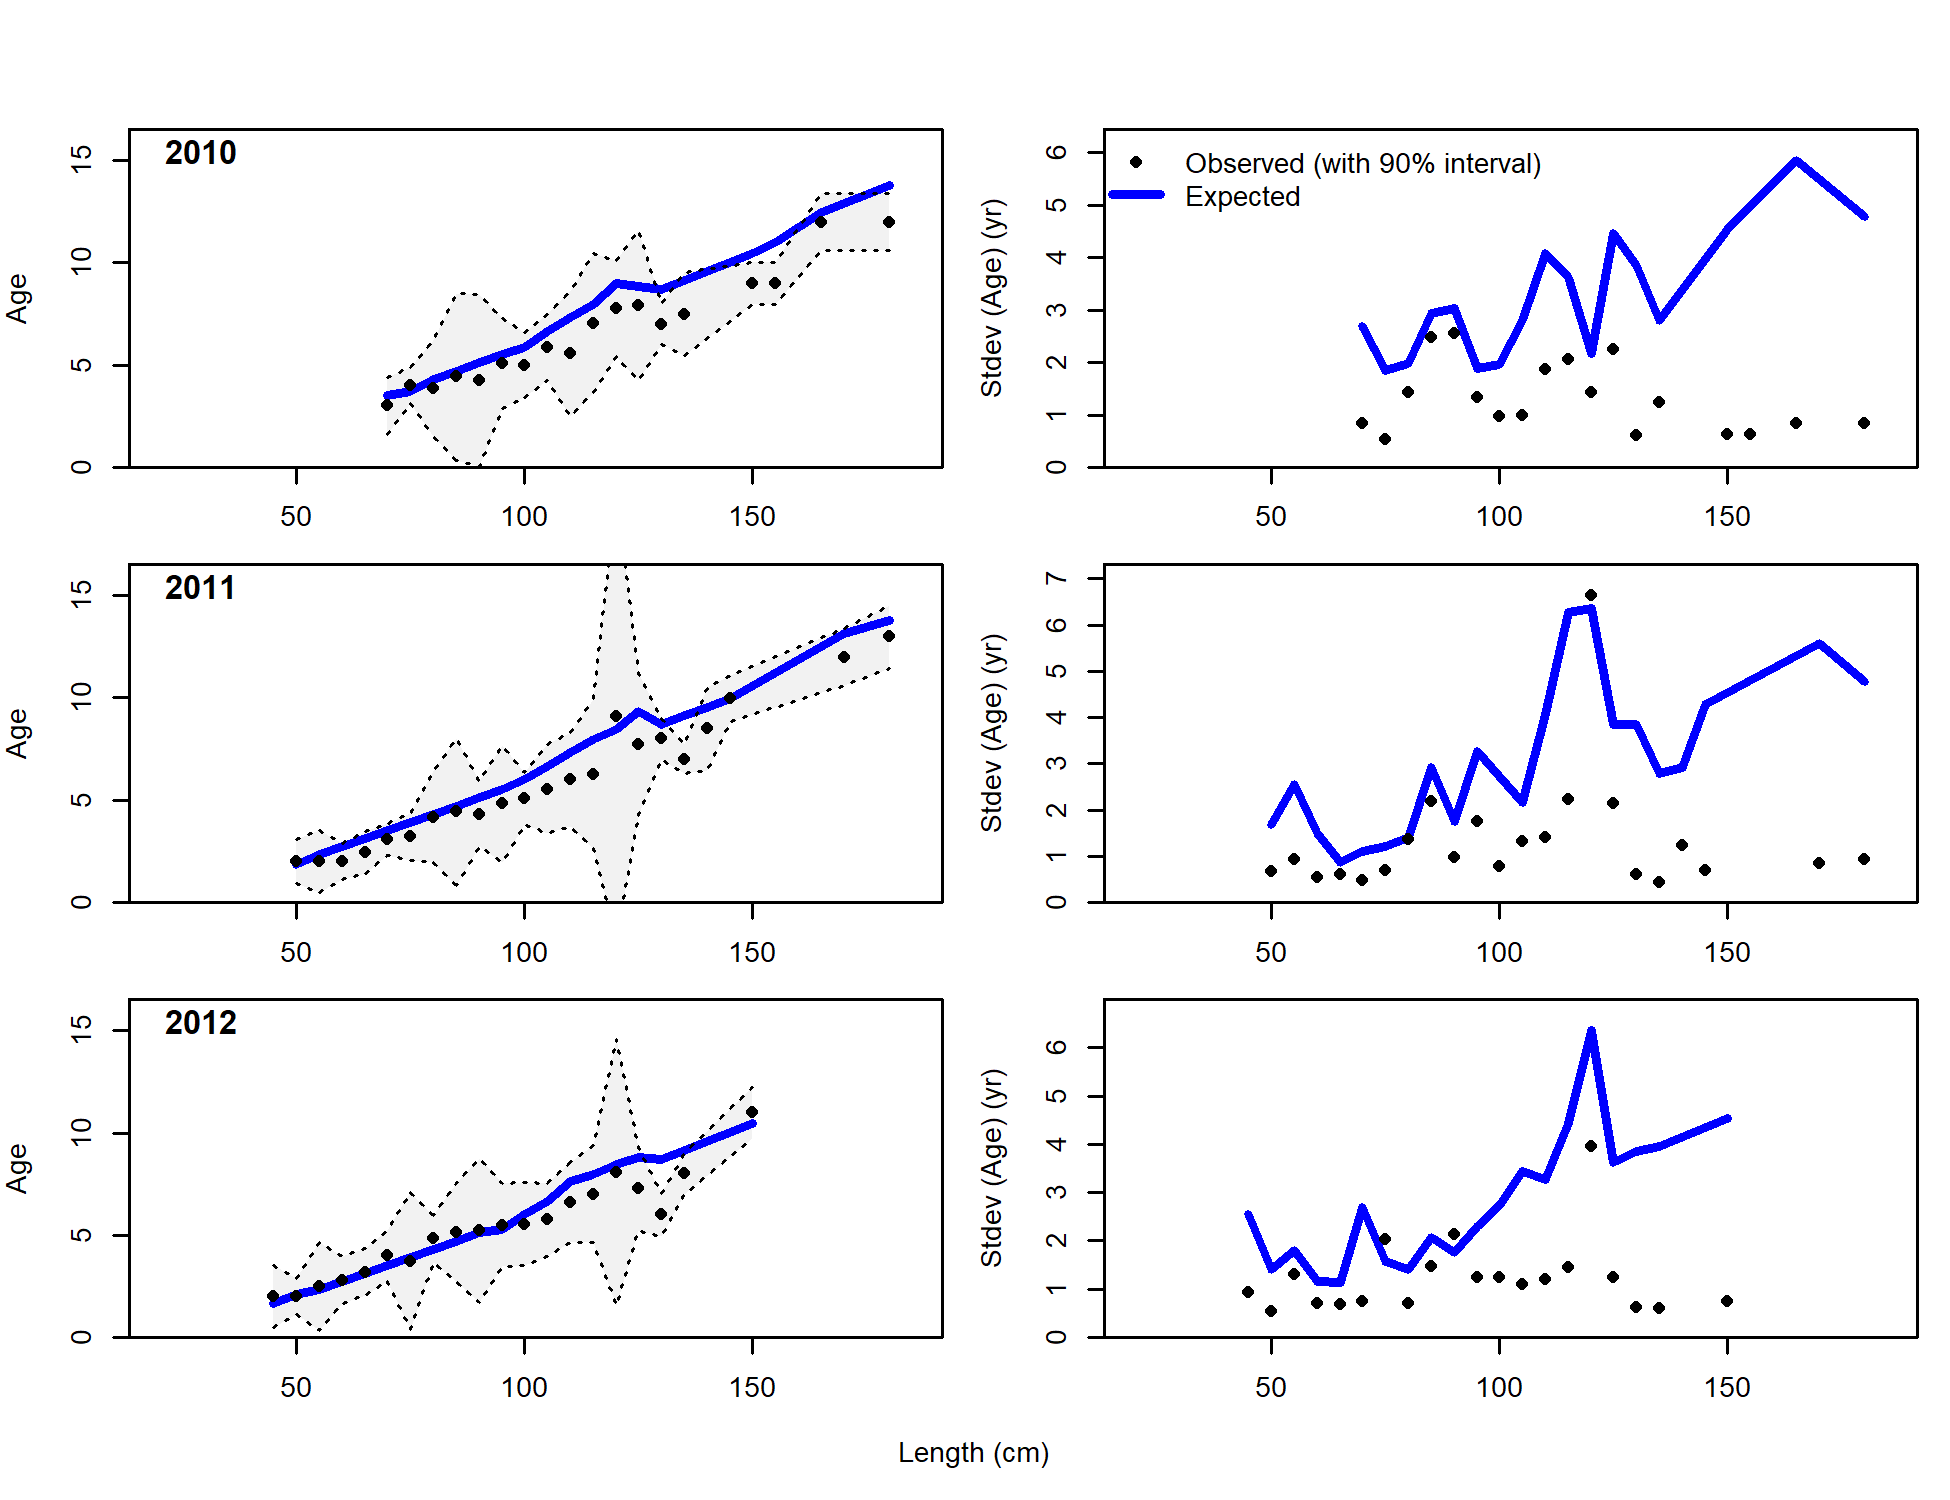 2010
Age
0 5 10 15
50 100 150
Observed (with 90% interval)
Expected
Stdev (Age) (yr)
0 1 2 3 4 5 6
50 100 150
2011
Age
0 5 10 15
50 100 150
Stdev (Age) (yr)
0 1 2 3 4 5 6 7
50 100 150
2012
Age
0 5 10 15
50 100 150
Stdev (Age) (yr)
0 1 2 3 4 5 6
50 100 150
Length (cm)